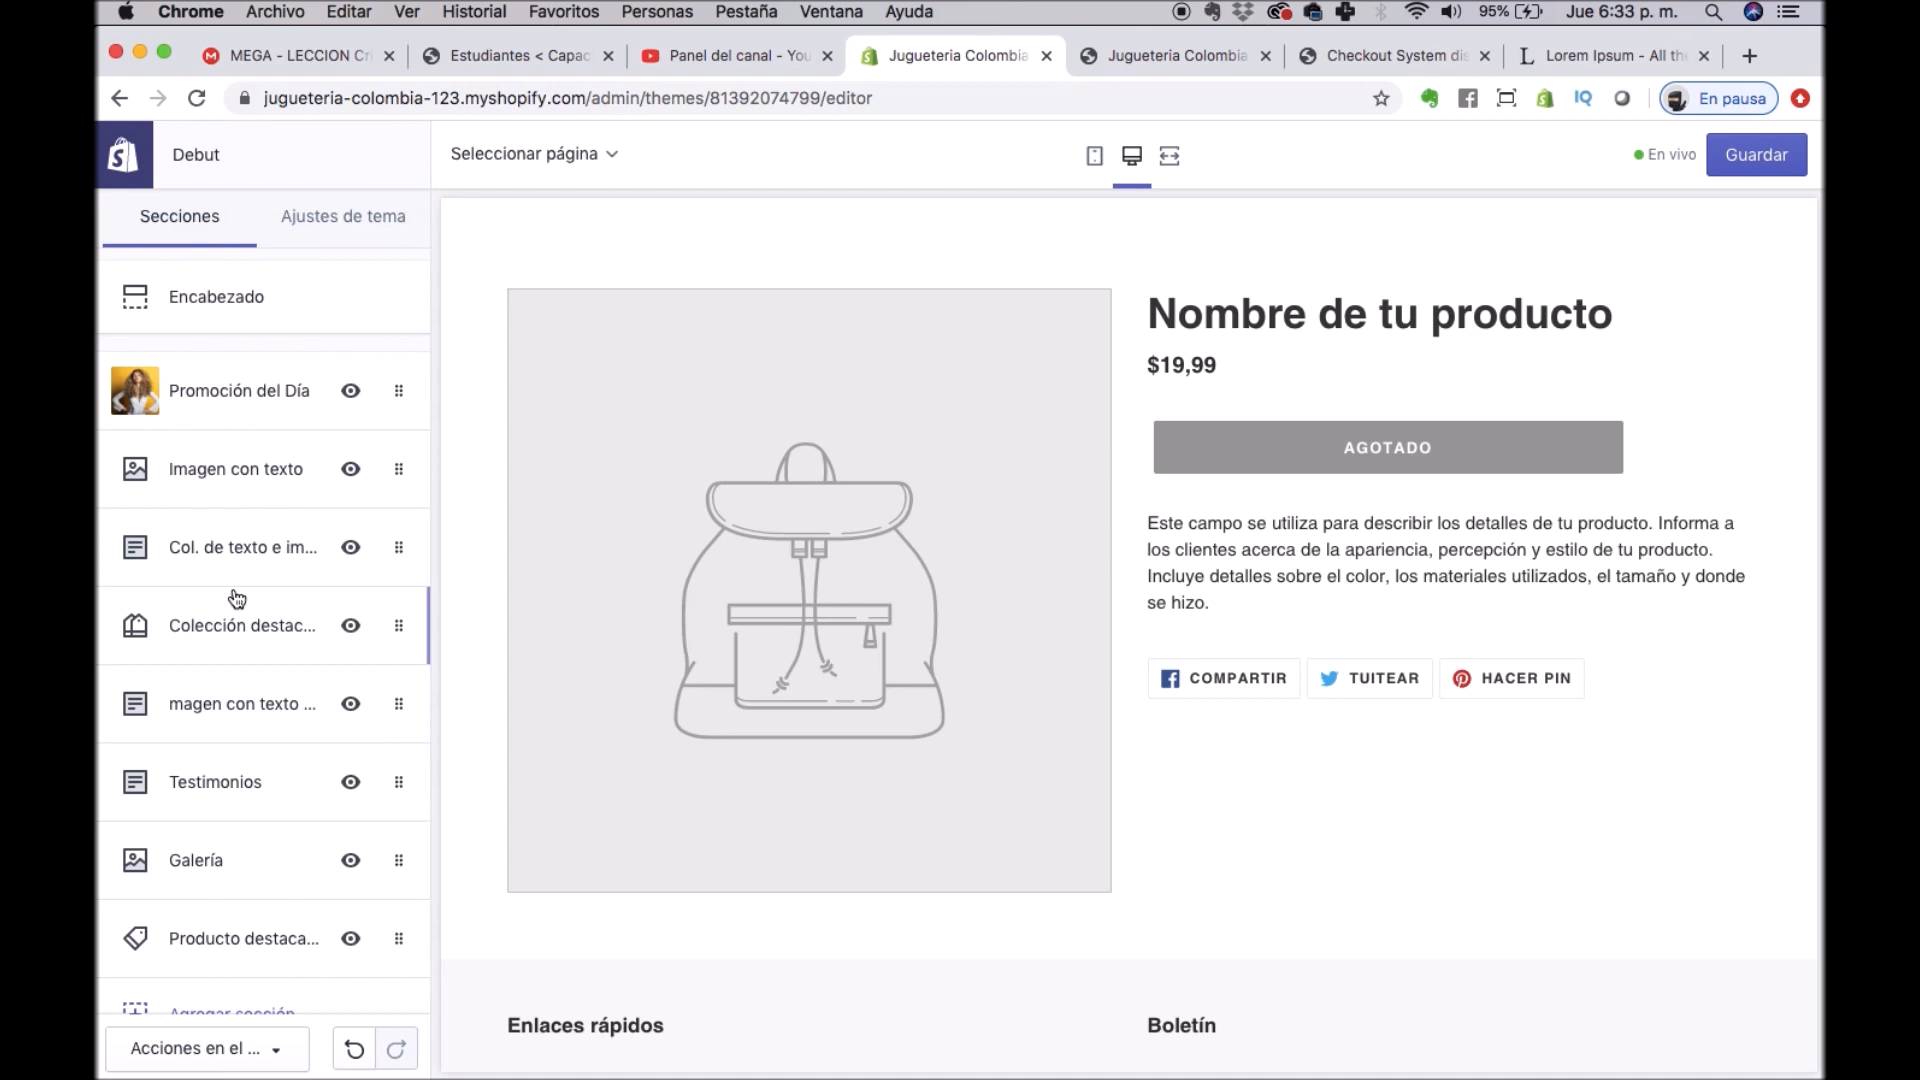 Chrome Archivo Editar Ver Historial Favoritos Personas Pestaña Ventana Ayuda 95% Jue 6:33 p. m.
MEGA - LECCION Cr Estudiantes < Capac Panel del canal - You Jugueteria Colombia Jugueteria Colombia Checkout System dis Lorem Ipsum - All the
jugueteria-colombia-123.myshopify.com/admin/themes/81392074799/editor En pausa
Debut Seleccionar página En vivo Guardar
Secciones Ajustes de tema
Encabezado
Promoción del Día
Imagen con texto
Col. de texto e im...
Colección destac...
magen con texto ...
Testimonios
Galería
Producto destaca...
Agregar sección
Acciones en el ...
Nombre de tu producto
$19,99
AGOTADO
Este campo se utiliza para describir los detalles de tu producto. Informa a
los clientes acerca de la apariencia, percepción y estilo de tu producto.
Incluye detalles sobre el color, los materiales utilizados, el tamaño y donde
se hizo.
COMPARTIR TUITEAR HACER PIN
Enlaces rápidos Boletín